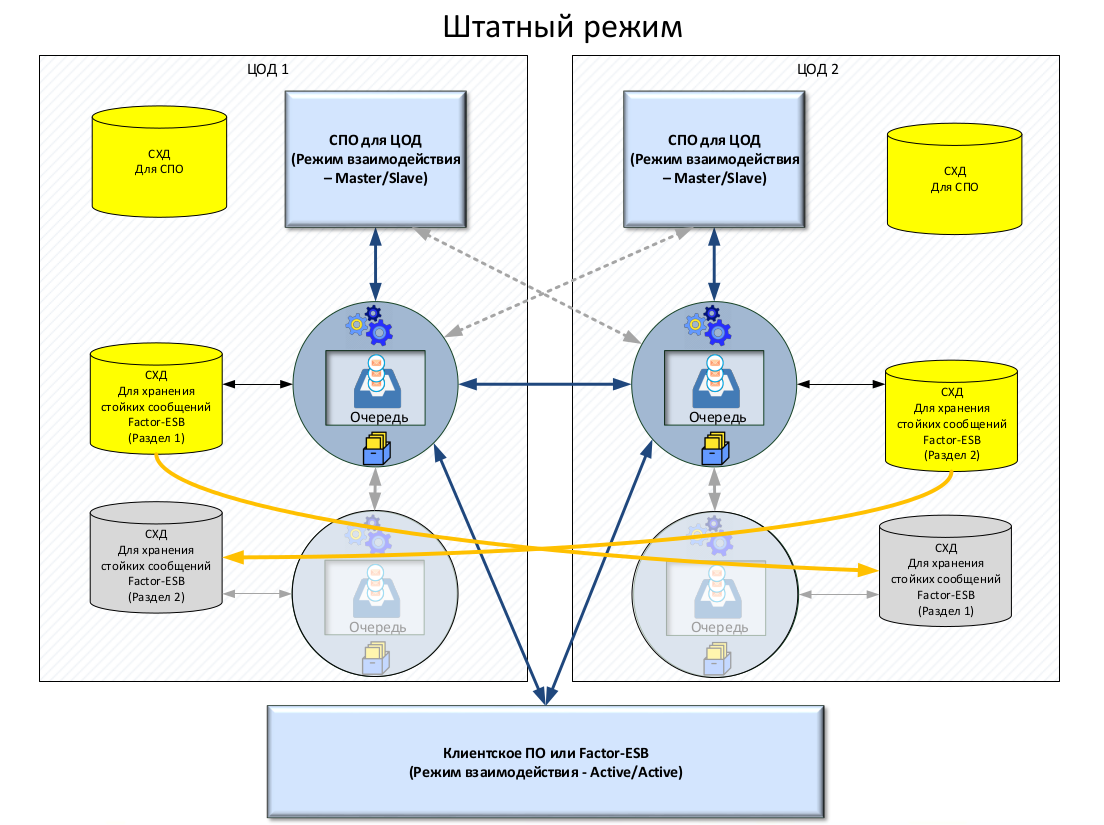 Штатный режим
ЦОД 1
СХД
Для СПО
СПО для ЦОД
(Режим взаимодействия
– Master/Slave)
СХД
Для хранения
стойких сообщений
Factor-ESB
(Раздел 1)
Очередь
СХД
Для хранения
стойких сообщений
Factor-ESB
(Раздел 2)
Очередь
ЦОД 2
СПО для ЦОД
(Режим взаимодействия
– Master/Slave)
СХД
Для СПО
Очередь
СХД
Для хранения
стойких сообщений
Factor-ESB
(Раздел 2)
Очередь
СХД
Для хранения
стойких сообщений
Factor-ESB
(Раздел 1)
Клиентское ПО или Factor-ESB
(Режим взаимодействия - Active/Active)